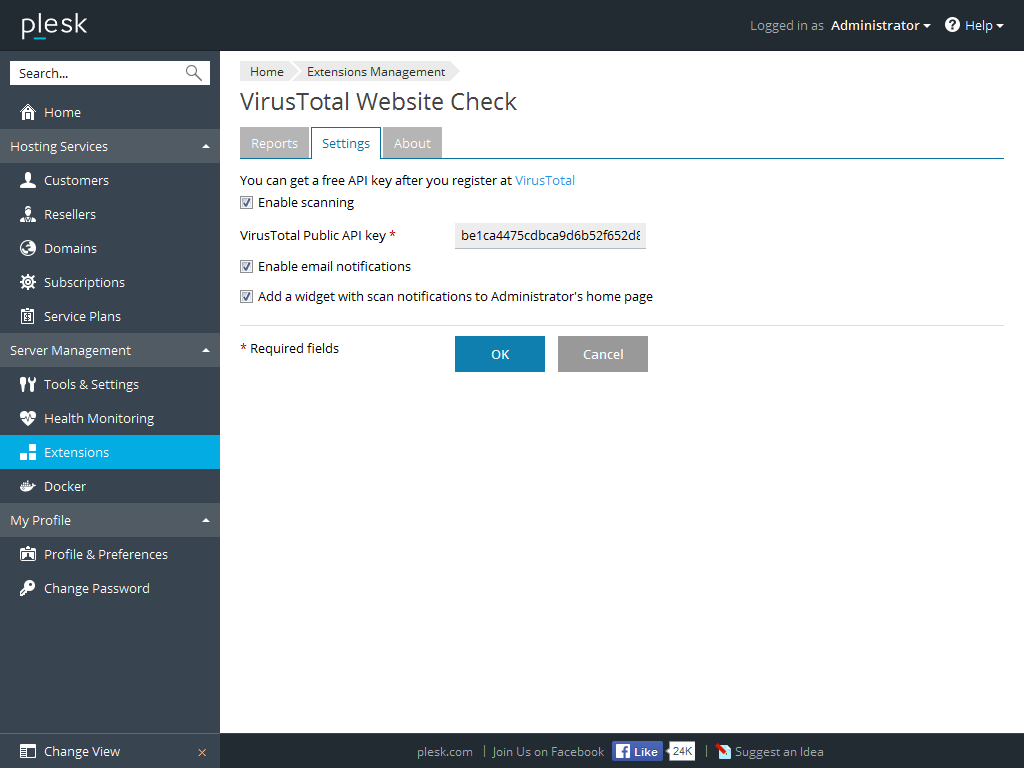 plesk
Logged in as Administrator
Help
Search...
Home
Hosting Services
Customers
Resellers
Domains
Subscriptions
Service Plans
Server Management
Tools & Settings
Health Monitoring
Extensions
Docker
My Profile
Profile & Preferences
Change Password
Change View
Home
Extensions Management
VirusTotal Website Check
Reports
Settings
About
You can get a free API key after you register at VirusTotal
Enable scanning
VirusTotal Public API key *
be1ca4475cdbca9d6b52f652d8
Enable email notifications
Add a widget with scan notifications to Administrator's home page
* Required fields
OK
Cancel
plesk.com | Join Us on Facebook
Like
24K
| Suggest an Idea